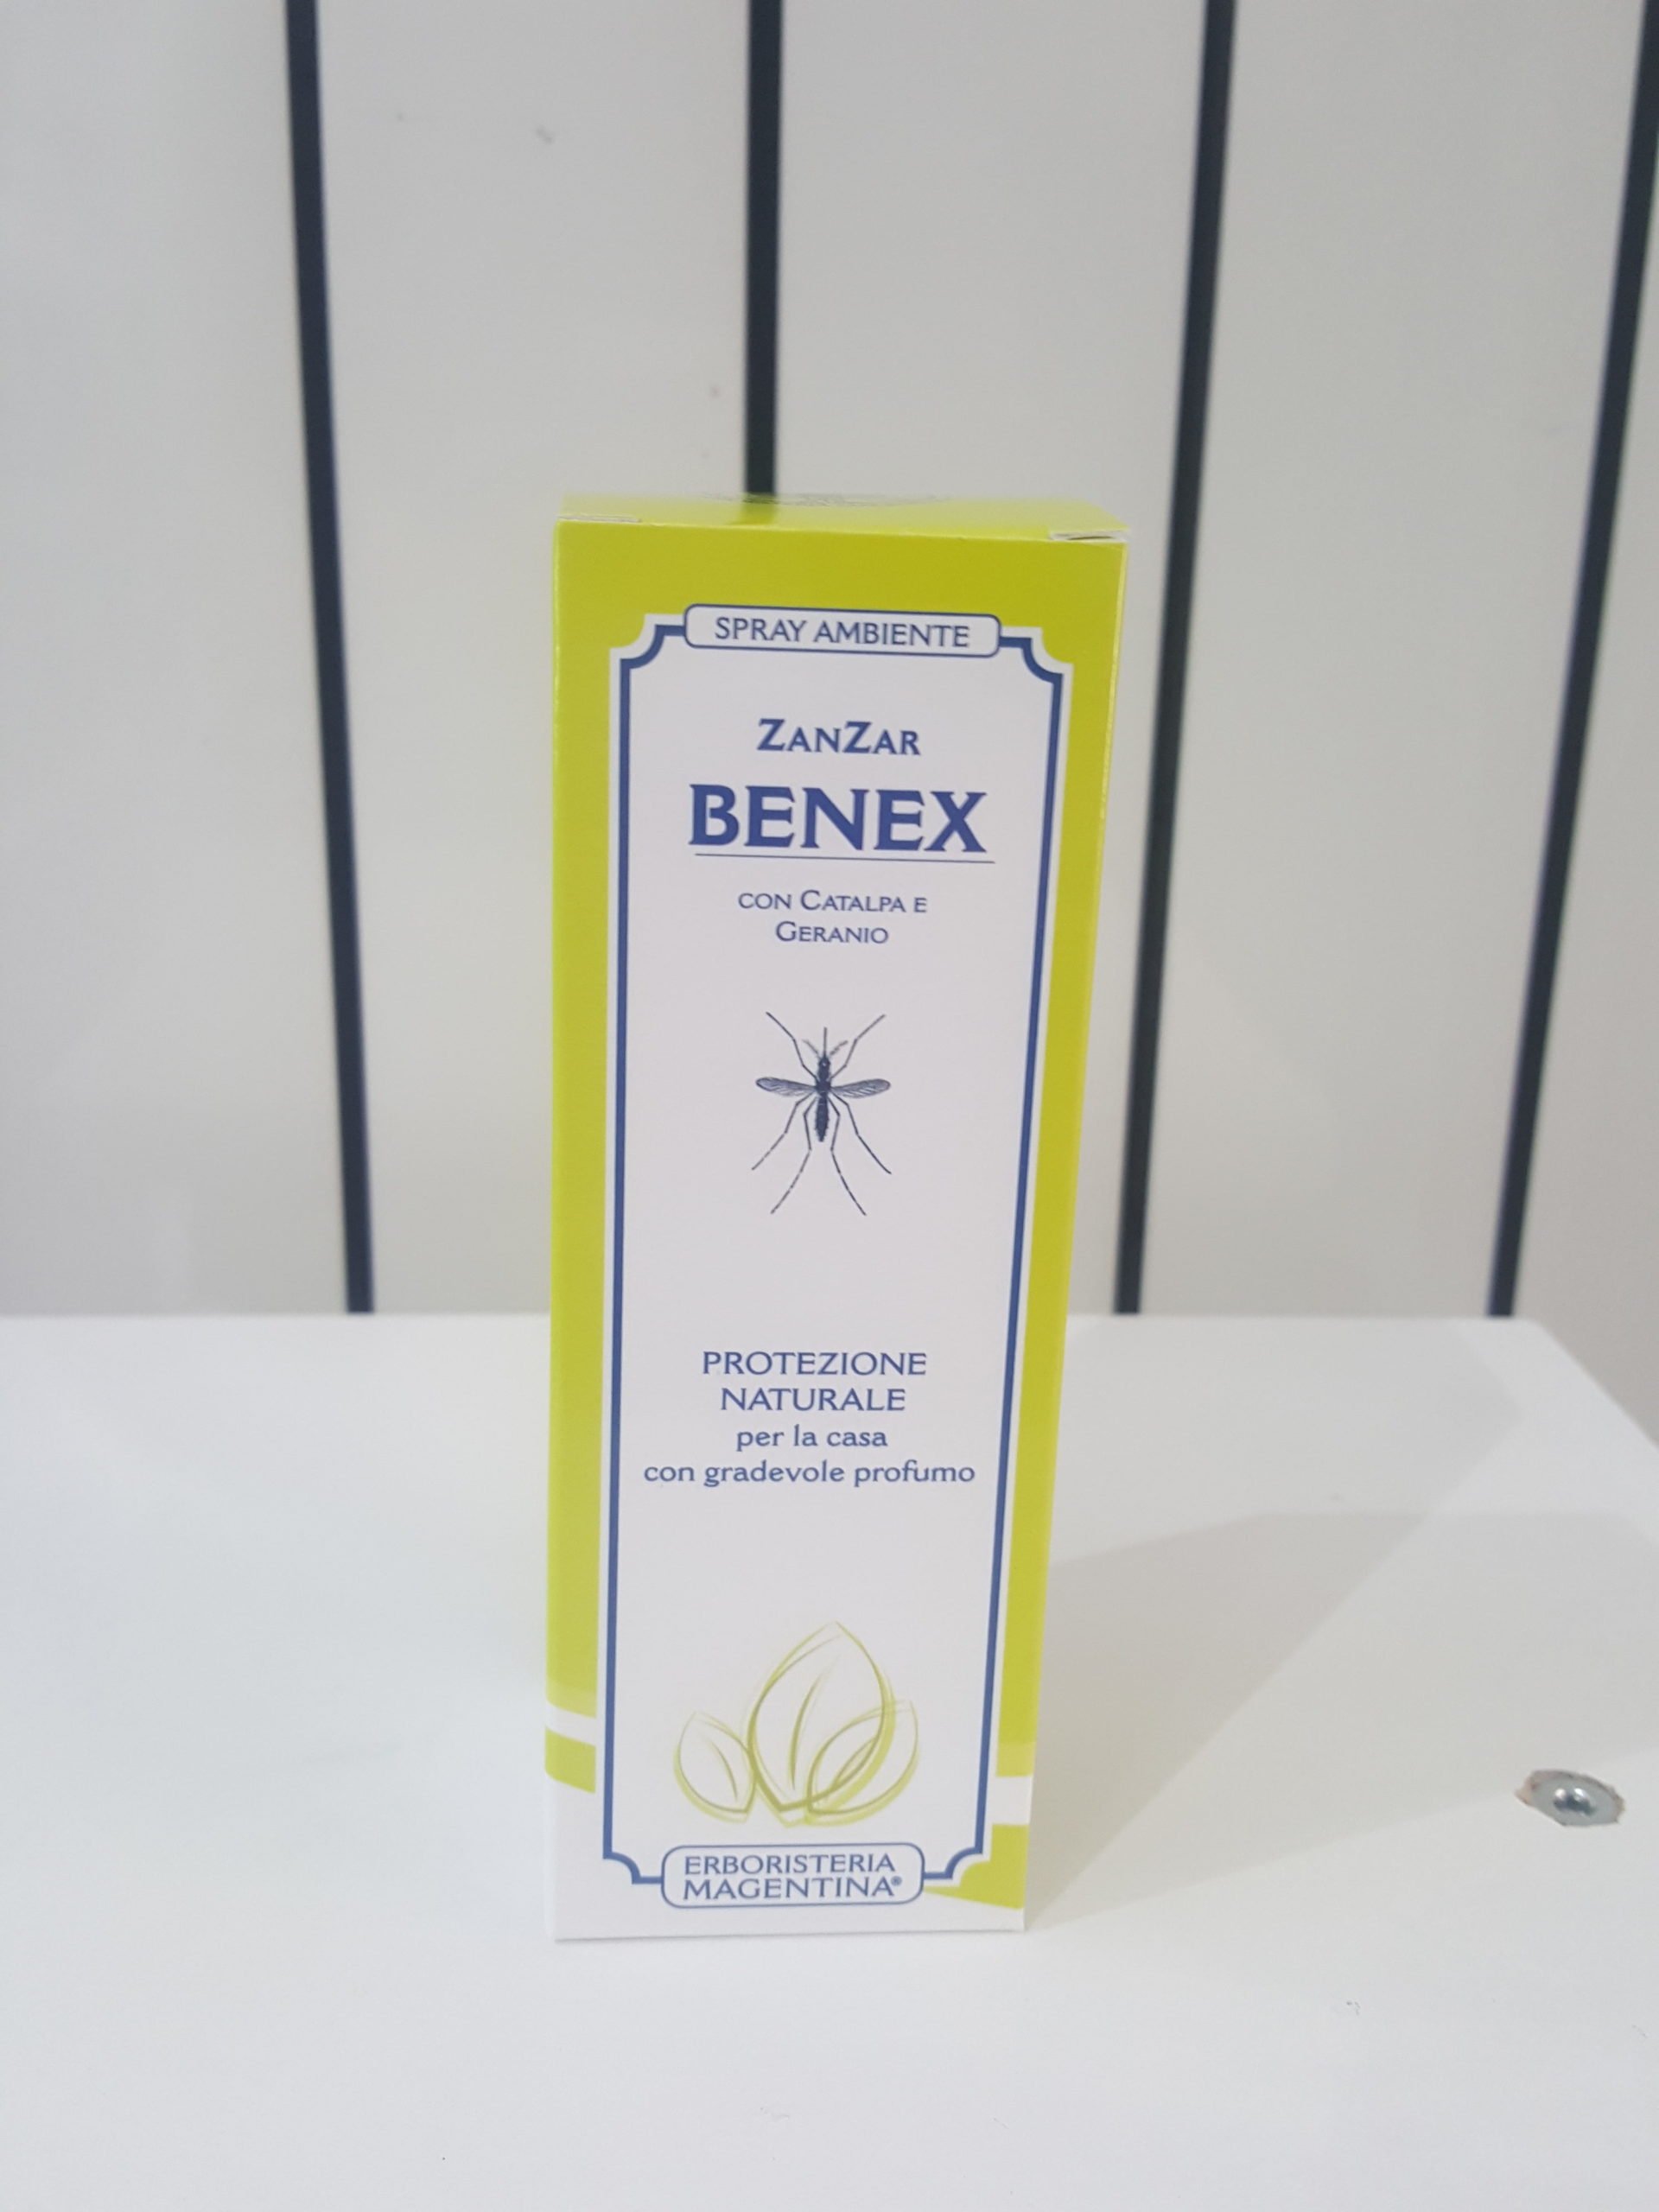 SPRAY AMBIENTE
ZANZAR
BENEX
CON CATALPA E
GERANIO
PROTEZIONE
NATURALE
per la casa
con gradevole profumo
ERBORISTERIA
MAGENTINA®